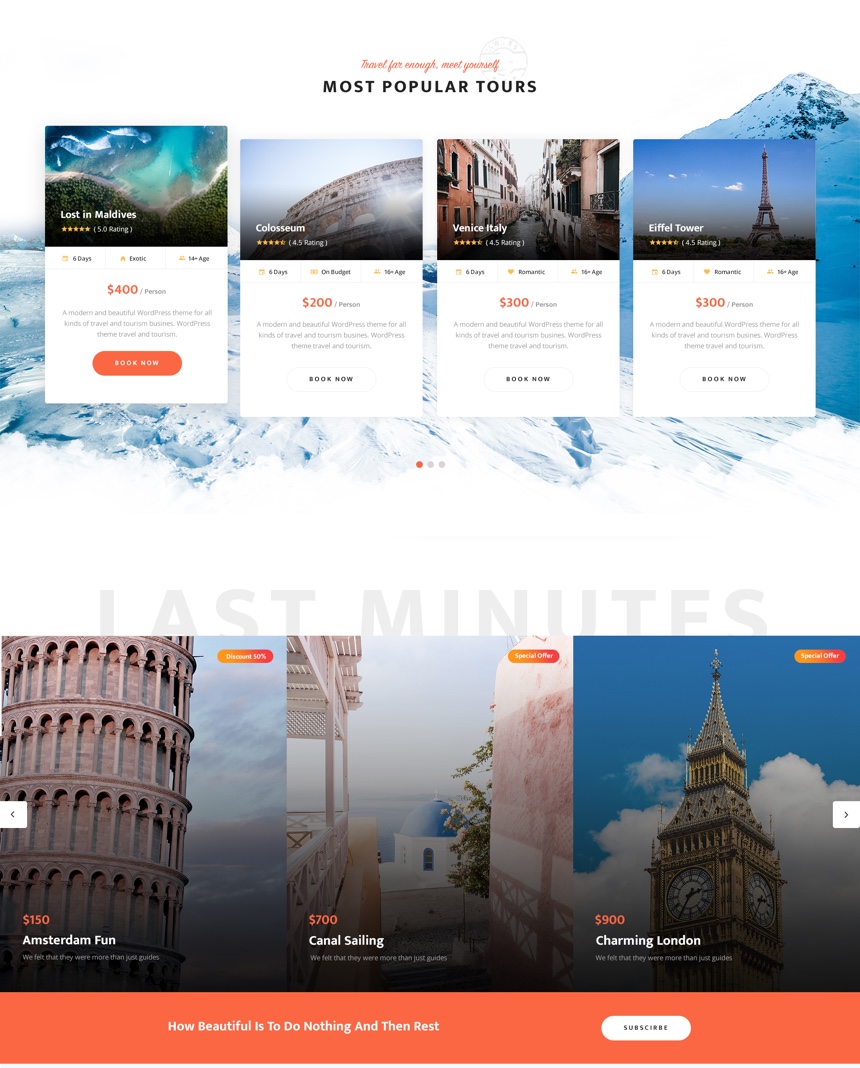 Travel far enough, meet yourself
MOST POPULAR TOURS
Lost in Maldives
( 5.0 Rating )
6 Days
Exotic
14+ Age
$400 / Person
A modern and beautiful WordPress theme for all
kinds of travel and tourism busines. WordPress
theme travel and tourism.
BOOK NOW
Colosseum
( 4.5 Rating )
6 Days
On Budget
16+ Age
$200 / Person
A modern and beautiful WordPress theme for all
kinds of travel and tourism busines. WordPress
theme travel and tourism.
BOOK NOW
Venice Italy
( 4.5 Rating )
6 Days
Romantic
16+ Age
$300 / Person
A modern and beautiful WordPress theme for all
kinds of travel and tourism busines. WordPress
theme travel and tourism.
BOOK NOW
Eiffel Tower
( 4.5 Rating )
6 Days
Romantic
16+ Age
$300 / Person
A modern and beautiful WordPress theme for all
kinds of travel and tourism busines. WordPress
theme travel and tourism.
BOOK NOW
LAST MINUTES
Discount 50%
$150
Amsterdam Fun
We felt that they were more than just guides
Special Offer
$700
Canal Sailing
We felt that they were more than just guides
Special Offer
$900
Charming London
We felt that they were more than just guides
How Beautiful Is To Do Nothing And Then Rest
SUBSCIRBE